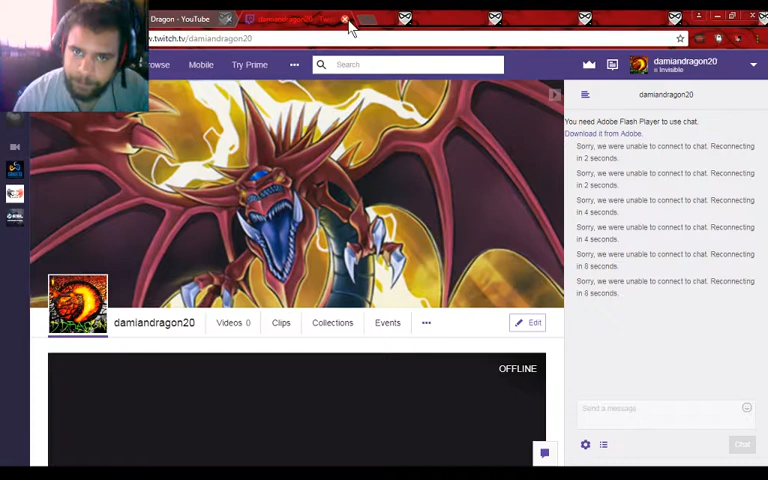 Dragon - YouTube
damiandragon20 - Twi
w.twitch.tv/damiandragon20
owse Mobile Try Prime ••• Search damiandragon20
Invisible
damiandragon20
You need Adobe Flash Player to use chat.
Download it from Adobe.
Sorry, we were unable to connect to chat. Reconnecting
in 2 seconds.
Sorry, we were unable to connect to chat. Reconnecting
in 2 seconds.
Sorry, we were unable to connect to chat. Reconnecting
in 4 seconds.
Sorry, we were unable to connect to chat. Reconnecting
in 4 seconds.
Sorry, we were unable to connect to chat. Reconnecting
in 8 seconds.
Sorry, we were unable to connect to chat. Reconnecting
in 8 seconds.
damiandragon20 Videos 0 Clips Collections Events ••• Edit
OFFLINE
Send a message
Chat